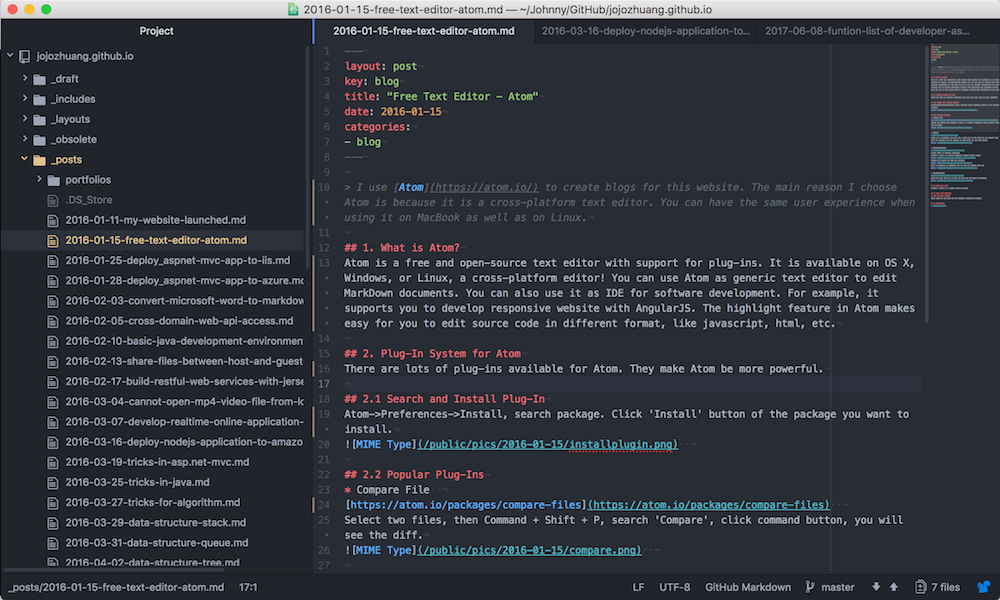 2016-01-15-free-text-editor-atom.md — ~/Johnny/GitHub/jojozhuang.github.io
Project
jojozhuang.github.io
_draft
_includes
_layouts
_obsolete
_posts
portfolios
.DS_Store
2016-01-11-my-website-launched.md
2016-01-15-free-text-editor-atom.md
2016-01-25-deploy_aspnet-mvc-app-to-iis.md
2016-01-28-deploy_aspnet-mvc-app-to-azure.md
2016-02-03-convert-microsoft-word-to-markdow
2016-02-05-cross-domain-web-api-access.md
2016-02-10-basic-java-development-environmen
2016-02-13-share-files-between-host-and-guest
2016-02-17-build-restful-web-services-with-jerse
2016-03-04-cannot-open-mp4-video-file-from-lo
2016-03-07-develop-realtime-online-application-
2016-03-16-deploy-nodejs-application-to-amazo
2016-03-19-tricks-in-asp.net-mvc.md
2016-03-25-tricks-in-java.md
2016-03-27-tricks-for-algorithm.md
2016-03-29-data-structure-stack.md
2016-03-31-data-structure-queue.md
2016-04-02-data-structure-tree.md
2016-01-15-free-text-editor-atom.md
2016-03-16-deploy-nodejs-application-to...
2017-06-08-funtion-list-of-developer-as...
1 ---
2 layout: post
3 key: blog
4 title: "Free Text Editor - Atom"
5 date: 2016-01-15
6 categories:
7 - blog
8 ---
9
10 > I use [Atom](https://atom.io/) to create blogs for this website. The main reason I choose
Atom is because it is a cross-platform text editor. You can have the same user experience when
using it on MacBook as well as on Linux.
11
12 ## 1. What is Atom?
13 Atom is a free and open-source text editor with support for plug-ins. It is available on OS X,
Windows, or Linux, a cross-platform editor! You can use Atom as generic text editor to edit
MarkDown documents. You can also use it as IDE for software development. For example, it
supports you to develop responsive website with AngularJS. The highlight feature in Atom makes
easy for you to edit source code in different format, like javascript, html, etc.
14
15 ## 2. Plug-In System for Atom
16 There are lots of plug-ins available for Atom. They make Atom be more powerful.
17
18 ## 2.1 Search and Install Plug-In
19 Atom->Preferences->Install, search package. Click 'Install' button of the package you want to
install.
20 ![MIME Type](/public/pics/2016-01-15/installplugin.png)
21
22 ## 2.2 Popular Plug-Ins
23 * Compare File
24 [https://atom.io/packages/compare-files](https://atom.io/packages/compare-files)
25 Select two files, then Command + Shift + P, search 'Compare', click command button, you will
see the diff.
26 ![MIME Type](/public/pics/2016-01-15/compare.png)
27
_posts/2016-01-15-free-text-editor-atom.md 17:1
LF UTF-8 GitHub Markdown master 7 files